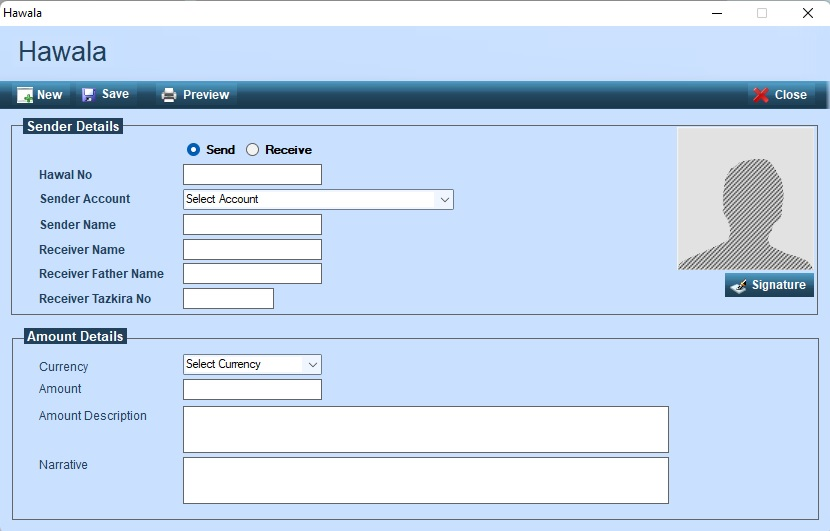 Hawala
Hawala
New Save Preview Close
Sender Details
Send Receive
Hawal No
Sender Account Select Account
Sender Name
Receiver Name
Receiver Father Name
Signature
Receiver Tazkira No
Amount Details
Currency Select Currency
Amount
Amount Description
Narrative